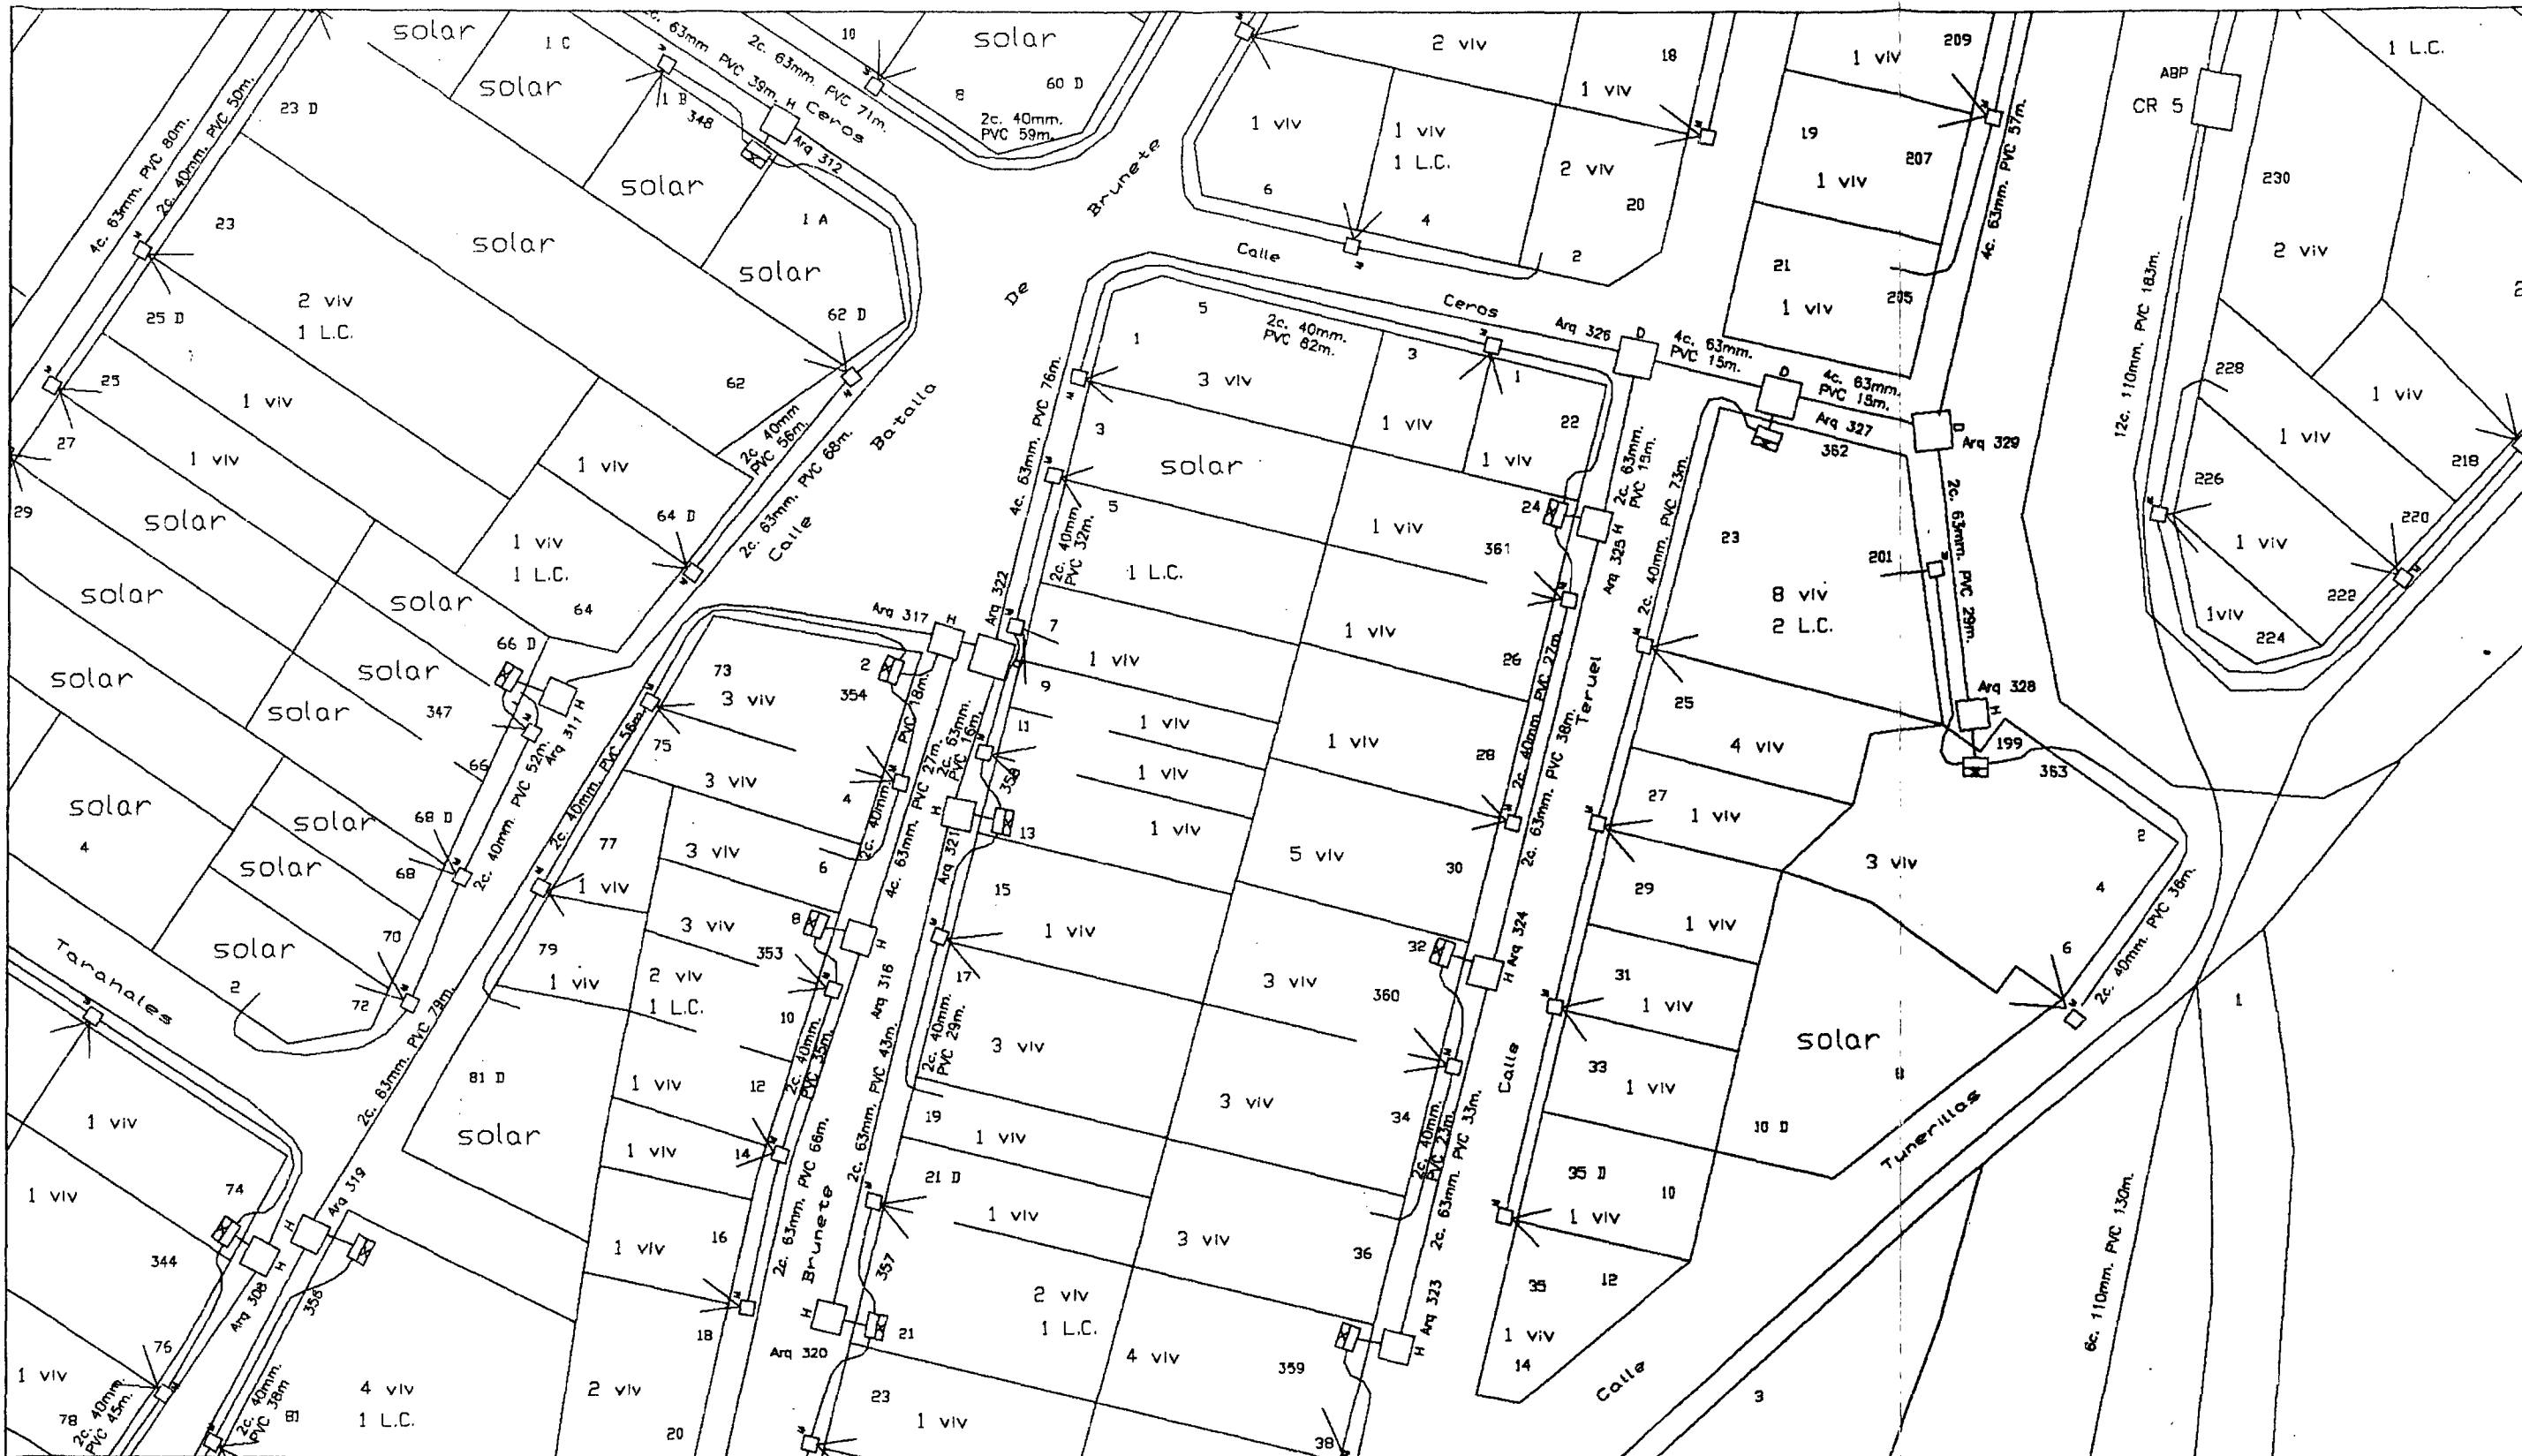 solar
1 C
solar
23 D
4c. 63mm. PVC 80m.
2c. 40mm. PVC 50m.
1 B
348
2c. 63mm. PVC 71m.
PVC 39m. H
Ceros
Arq 312
10
solar
8
60 D
2c. 40mm.
PVC 59m.
2 viv
18
1 viv
1 viv
1 viv
1 L.C.
2 viv
6
4
2
20
1 viv
209
19
207
1 viv
21
1 viv
205
4c. 63mm. PVC 57m.
ABP
CR 5
1 L.C.
230
2 viv
23
solar
solar
1 A
solar
2 viv
1 L.C.
25 D
25
1 viv
27
1 viv
29
solar
62 D
62
2c. 40mm
PVC 56m.
2c. 63mm. PVC 68m.
1 viv
64 D
1 viv
1 L.C.
64
Calle
Batalla
De
Brunete
Calle
Ceros
5
2c. 40mm.
PVC 82m.
1
3
3 viv
1
22
1 viv
1 viv
3
solar
5
4c. 63mm. PVC 76m.
2c. 40mm.
PVC 32m.
1 L.C.
1 viv
24
361
H
Arq 325
Arq 326
D
4c. 63mm.
PVC 15m.
D
4c. 63mm.
PVC 15m.
Arq 327
362
D
Arq 329
2c. 63mm.
PVC 15m.
2c. 40mm. PVC 73m.
23
201
8 viv
2 L.C.
2c. 63mm. PVC 29m.
Arq 328
H
199
363
12c. 110mm. PVC 183m.
228
1 viv
1 viv
218
226
220
1 viv
222
1viv
224
solar
solar
solar
66 D
solar
solar
347
Arq 311 H
66
solar
4
solar
68 D
68
solar
2c. 40mm. PVC 52m.
70
solar
2
72
Taranales
Arq 317
H
Arq 322
2
354
73
3 viv
75
2c. 40mm. PVC 56m.
3 viv
77
3 viv
1 viv
79
3 viv
1 viv
2 viv
1 L.C.
PVC 18m.
2c. 40mm.
4
6
8
353
H
Arq 316
4c. 63mm. PVC 27m.
2c. 63mm.
PVC 16m.
H
Arq 321
358
7
1 viv
9
11
1 viv
1 viv
1 viv
13
15
1 viv
17
3 viv
1 viv
26
1 viv
28
5 viv
30
2c. 40mm. PVC 27m.
2c. 63mm. PVC 38m.
Teruel
25
4 viv
27
1 viv
29
1 viv
3 viv
2
4
6
2c. 40mm. PVC 38m.
32
360
H Arq 324
3 viv
3 viv
34
31
1 viv
33
1 viv
solar
8
10 D
10
2c. 63mm. PVC 79m.
81 D
solar
10
12
1 viv
1 viv
14
2c. 40mm.
PVC 35m.
2c. 63mm. PVC 43m.
2c. 40mm.
PVC 29m.
19
1 viv
21 D
1 viv
3 viv
2c. 40mm.
PVC 23m.
2c. 63mm. PVC 33m.
Calle
35 D
1 viv
35
12
1 viv
14
Calle
Tunerillas
1
3
6c. 110mm. PVC 130m.
1 viv
1 viv
74
344
H
Arq 319
H
Arq 308
356
76
1 viv
78
2c. 40mm.
PVC 45m.
2c. 40mm.
PVC 38m
81
4 viv
1 L.C.
16
1 viv
2c. 63mm. PVC 66m.
Brunete
18
2 viv
20
H
Arq 320
357
21
23
1 viv
2 viv
1 L.C.
36
4 viv
359
H
Arq 323
38